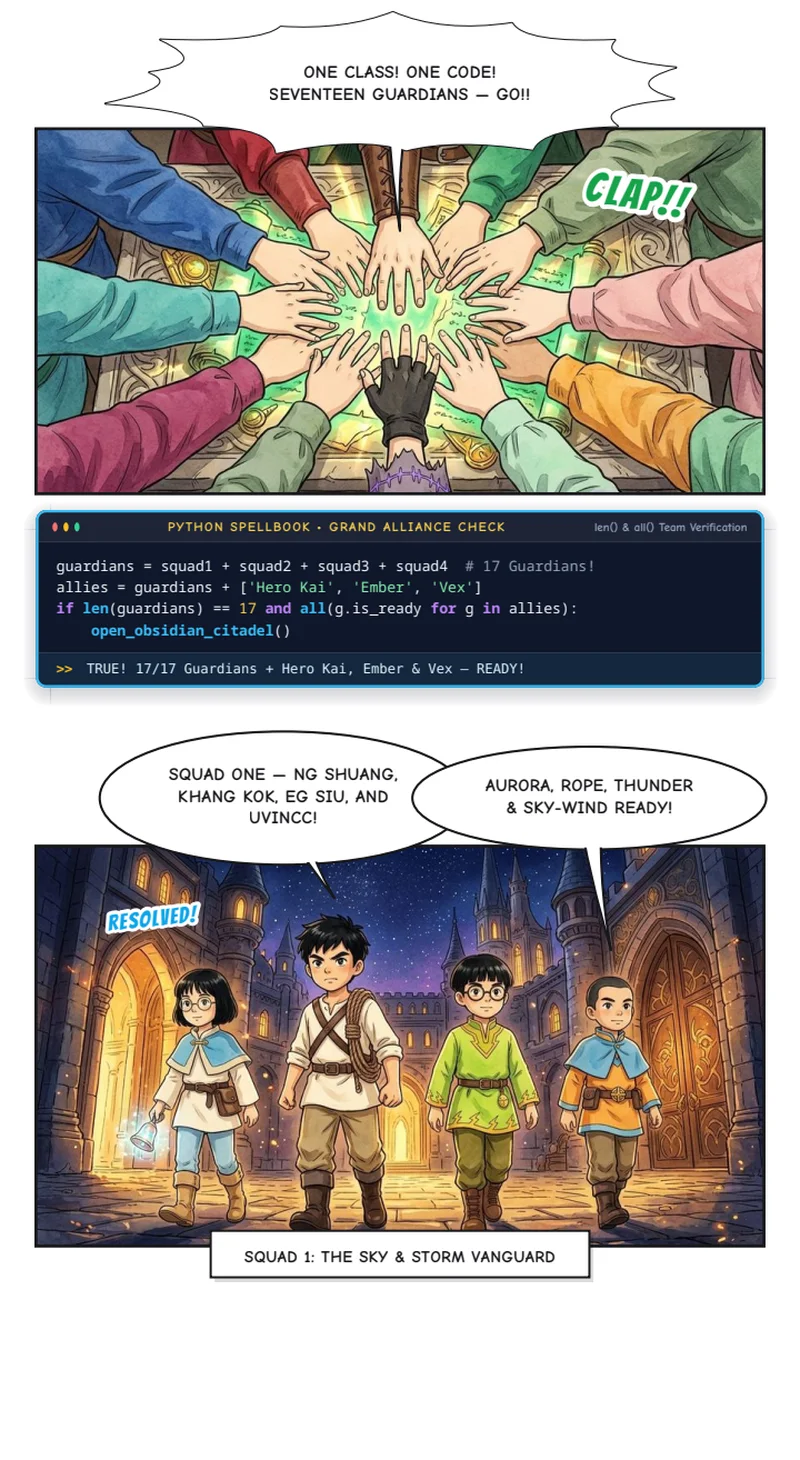 ONE CLASS! ONE CODE!
SEVENTEEN GUARDIANS — GO!!
CLAP!!
PYTHON SPELLBOOK • GRAND ALLIANCE CHECK
len() & all() Team Verification
guardians = squad1 + squad2 + squad3 + squad4  # 17 Guardians!
allies = guardians + ['Hero Kai', 'Ember', 'Vex']
if len(guardians) == 17 and all(g.is_ready for g in allies):
    open_obsidian_citadel()
>> TRUE! 17/17 Guardians + Hero Kai, Ember & Vex — READY!
SQUAD ONE — NG SHUANG,
KHANG KOK, EG SIU, AND
UVINCC!
AURORA, ROPE, THUNDER
& SKY-WIND READY!
RESOLVED!
SQUAD 1: THE SKY & STORM VANGUARD